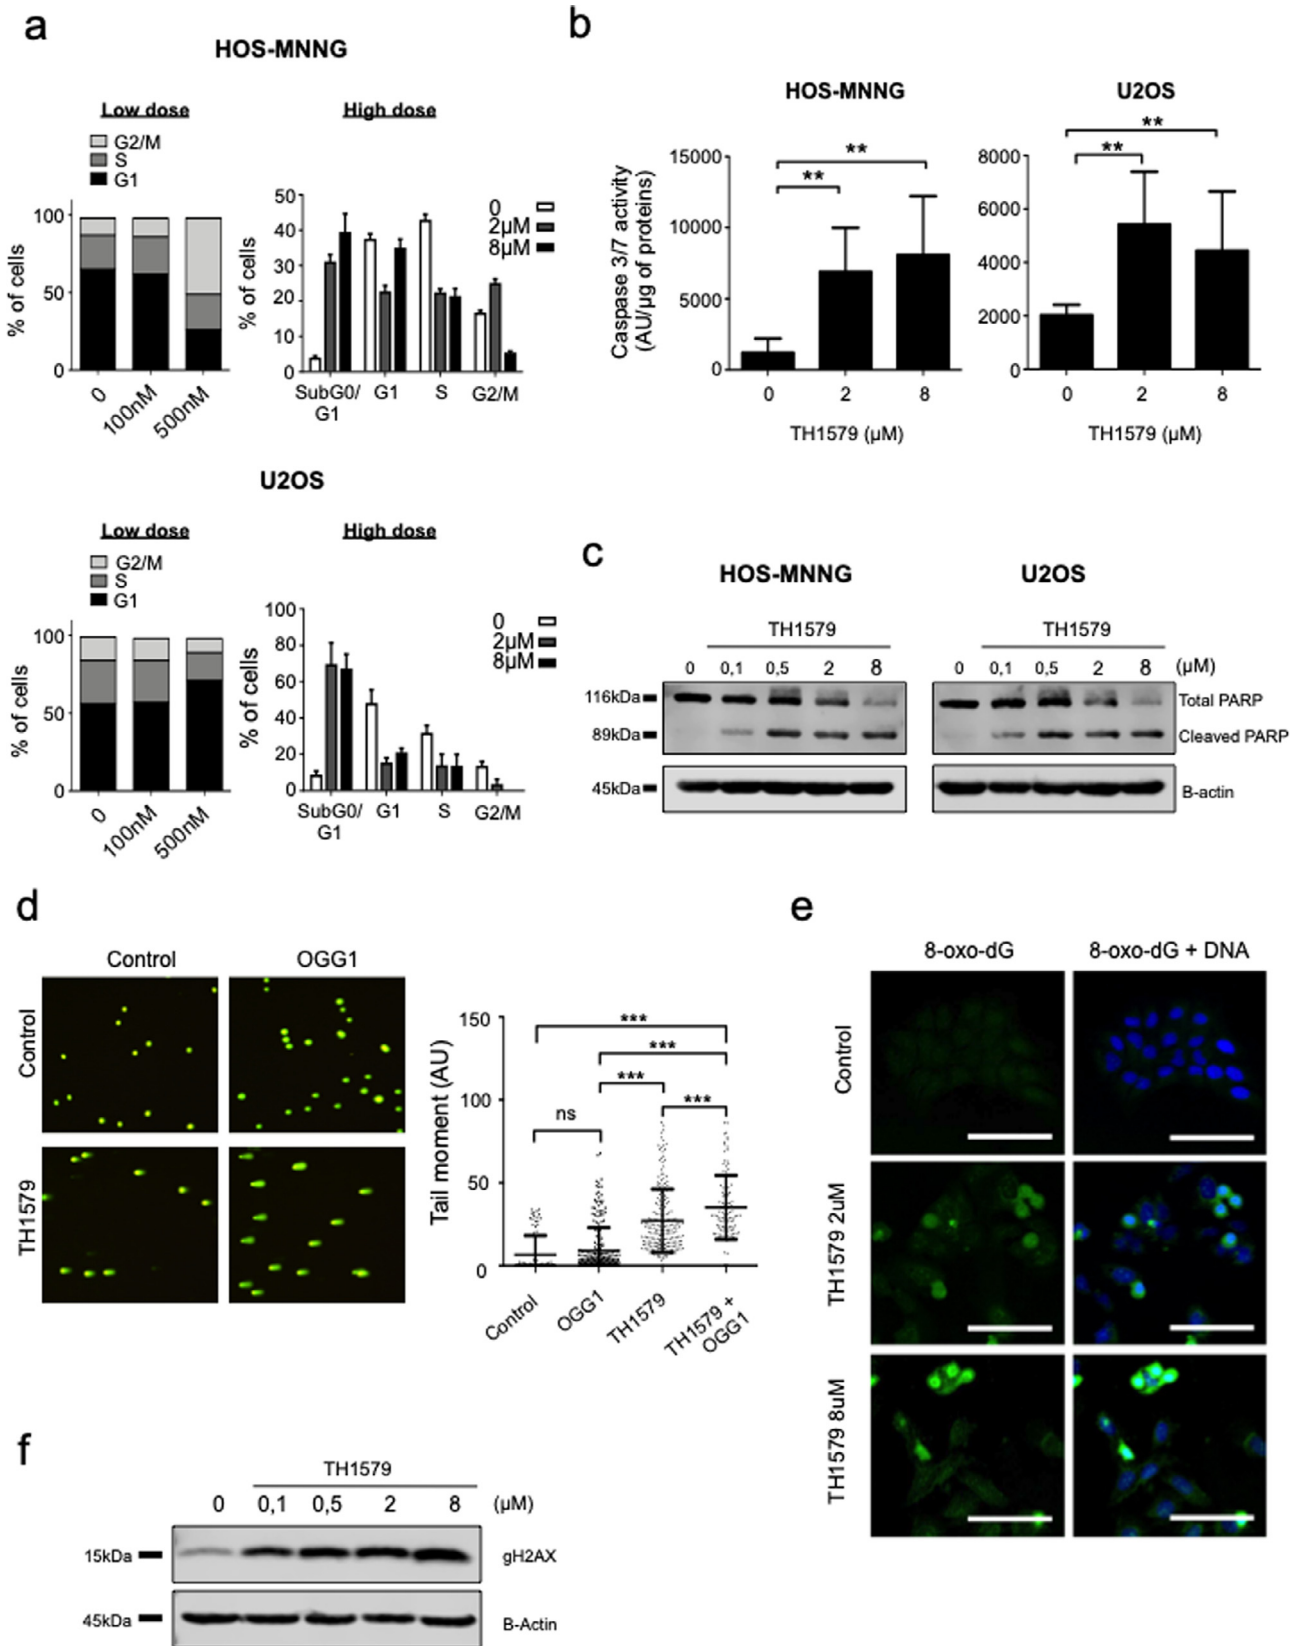 a
HOS-MNNG
Low dose
G2/M
S
G1
% of cells
100
50
0
0
100nM
500nM
High dose
0
2µM
8µM
% of cells
50
40
30
20
10
0
SubG0/
G1
G1
S
G2/M
U2OS
Low dose
G2/M
S
G1
% of cells
100
50
0
0
100nM
500nM
High dose
0
2µM
8µM
% of cells
100
80
60
40
20
0
SubG0/
G1
G1
S
G2/M
b
HOS-MNNG
Caspase 3/7 activity
(AU/µg of proteins)
15000
10000
5000
0
**
**
0 2 8
TH1579 (µM)
U2OS
8000
6000
4000
2000
0
**
**
0 2 8
TH1579 (µM)
c
HOS-MNNG
U2OS
TH1579
TH1579
0 0,1 0,5 2 8
0 0,1 0,5 2 8 (µM)
116kDa
89kDa
45kDa
Total PARP
Cleaved PARP
B-actin
d
Control
OGG1
Control
TH1579
Tail moment (AU)
150
100
50
0
***
***
***
***
ns
Control
OGG1
TH1579
TH1579 +
OGG1
e
8-oxo-dG
8-oxo-dG + DNA
Control
TH1579 2uM
TH1579 8uM
f
TH1579
0 0,1 0,5 2 8 (µM)
15kDa
gH2AX
45kDa
B-Actin